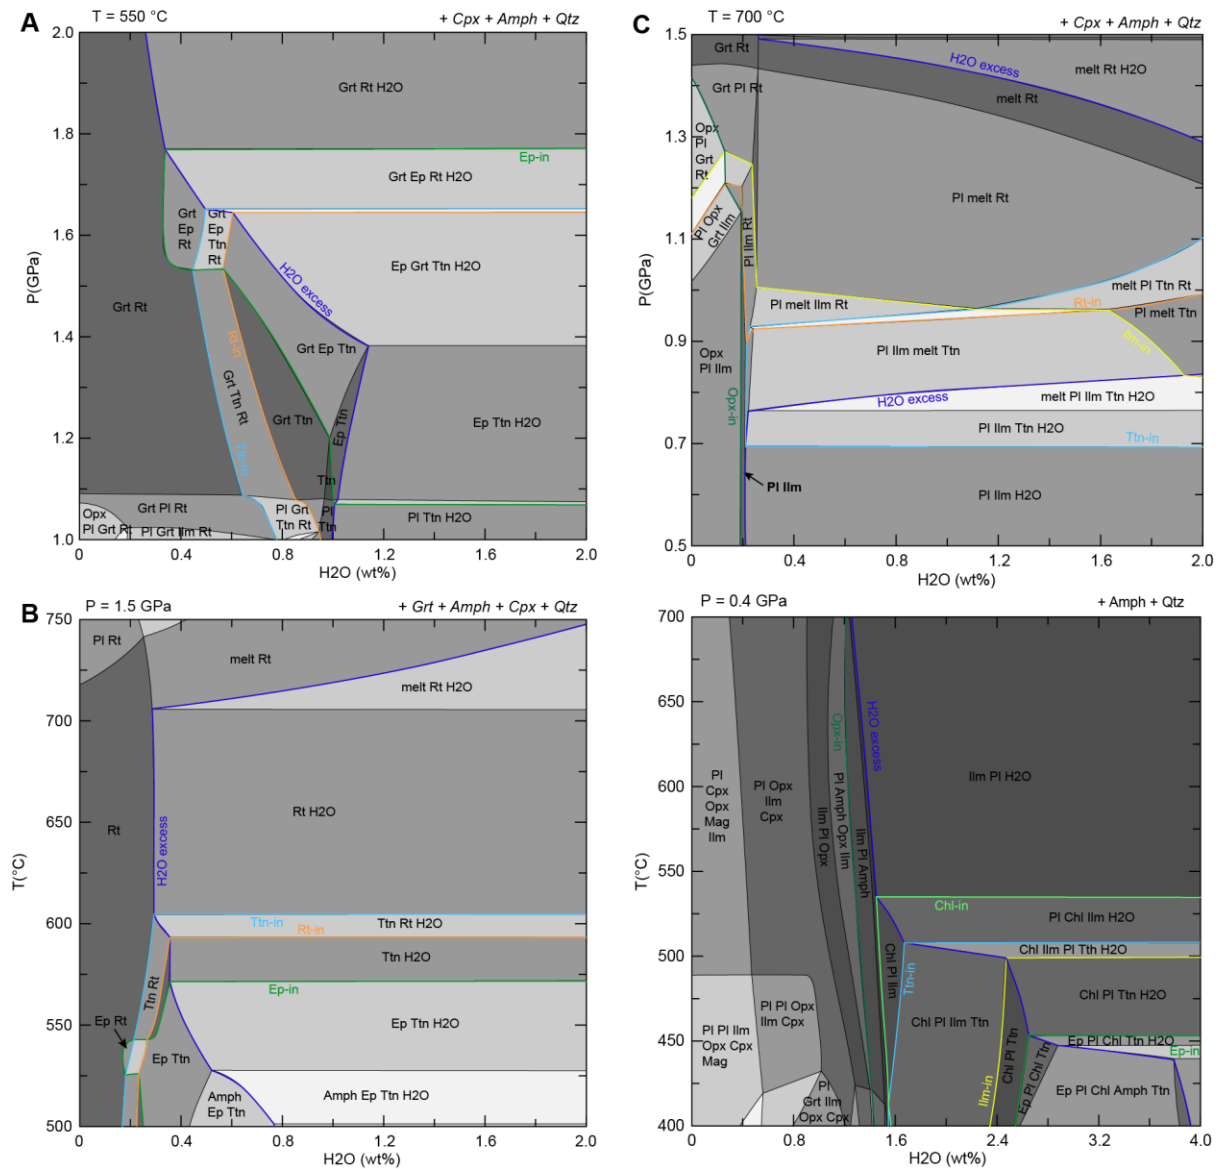 A
T = 550 °C
+ Cpx + Amph + Qtz
2.0
1.8
1.6
1.4
1.2
1.0
P(GPa)
0
0.4
0.8
1.2
1.6
2.0
H2O (wt%)
Grt Rt H2O
Ep-in
Grt Ep Rt H2O
Grt
Ep
Rt
Grt
Ep
Ttn
Rt
Ep Grt Ttn H2O
H2O excess
Grt Rt
Rt-in
Grt Ep Ttn
Grt Ttn Rt
Grt Ttn
Ep Ttn
Ep Ttn H2O
Ttn-in
Ttn
Grt Pl Rt
Opx
Pl Grt Rt
Pl Grt Ilm Rt
Pl Grt
Ttn Rt
Pl
Ttn
Pl Ttn H2O
C
T = 700 °C
+ Cpx + Amph + Qtz
1.5
1.3
1.1
0.9
0.7
0.5
P(GPa)
0
0.4
0.8
1.2
1.6
2.0
H2O (wt%)
Grt Rt
H2O excess
melt Rt H2O
Grt Pl Rt
melt Rt
Opx
Pl
Grt
Rt
Pl melt Rt
Pl Opx
Grt Ilm
Pl Ilm Rt
melt Pl Ttn Rt
Pl melt Ilm Rt
Rt-in
Pl melt Ttn
Opx
Pl Ilm
Pl Ilm melt Ttn
Ilm-in
Opx-in
H2O excess
melt Pl Ilm Ttn H2O
Pl Ilm Ttn H2O
Ttn-in
Pl Ilm
Pl Ilm H2O
B
P = 1.5 GPa
+ Grt + Amph + Cpx + Qtz
750
700
650
600
550
500
T(°C)
0
0.4
0.8
1.2
1.6
2.0
H2O (wt%)
Pl Rt
melt Rt
melt Rt H2O
Rt
H2O excess
Rt H2O
Ttn-in
Ttn Rt H2O
Rt-in
Ttn H2O
Ttn Rt
Ep-in
Ep Rt
Ep Ttn
Ep Ttn H2O
Amph
Ep Ttn
Amph Ep Ttn H2O
P = 0.4 GPa
+ Amph + Qtz
700
650
600
550
500
450
400
T(°C)
0
0.8
1.6
2.4
3.2
4.0
H2O (wt%)
Opx-in
H2O excess
Pl
Cpx
Opx
Mag
Ilm
Pl Opx
Ilm
Cpx
Ilm Pl Opx
Pl Amph Opx Ilm
Ilm Pl Amph
Ilm Pl H2O
Chl-in
Pl Chl Ilm H2O
Chl Ilm Pl Tth H2O
Chl Pl Ilm
Ttn-in
Pl Pl Opx
Ilm Cpx
Chl Pl Ilm Ttn
Chl Pl Ttn H2O
Pl Pl Ilm
Opx Cpx
Mag
Chl Pl Ttn
Ep Pl Chl Ttn H2O
Ep-in
Pl
Grt Ilm
Opx Cpx
Ilm-in
Ep Pl Chl Ttn
Ep Pl Chl Amph Ttn